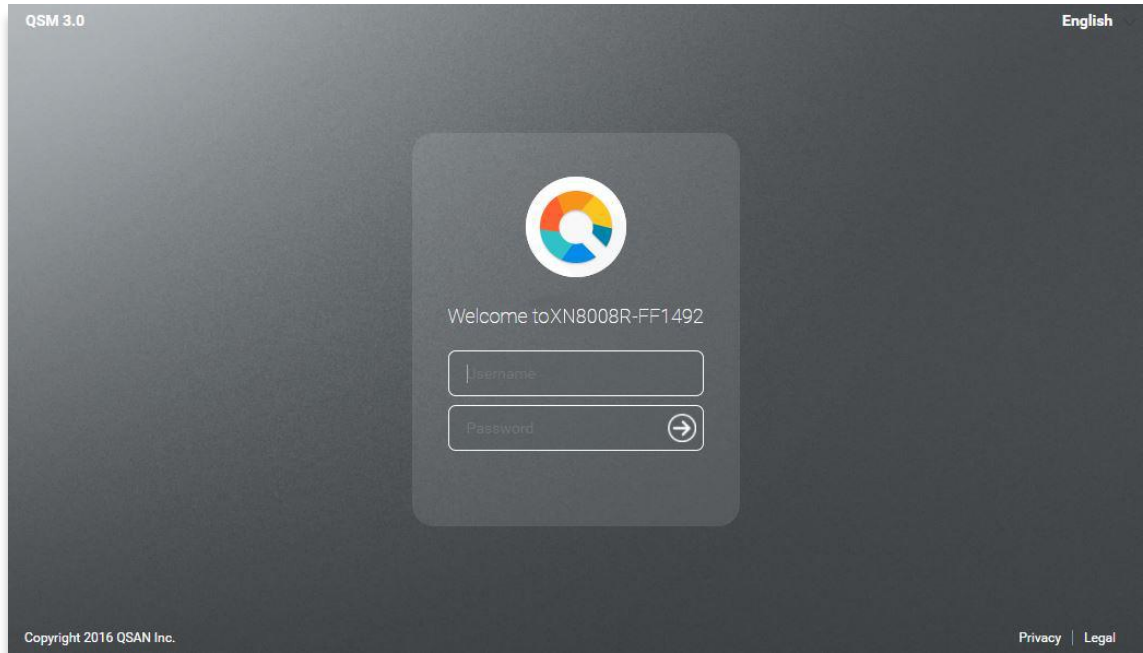 QSM 3.0
English
Welcome toXN8008R-FF1492
Username
Password
Copyright 2016 QSAN Inc.
Privacy | Legal